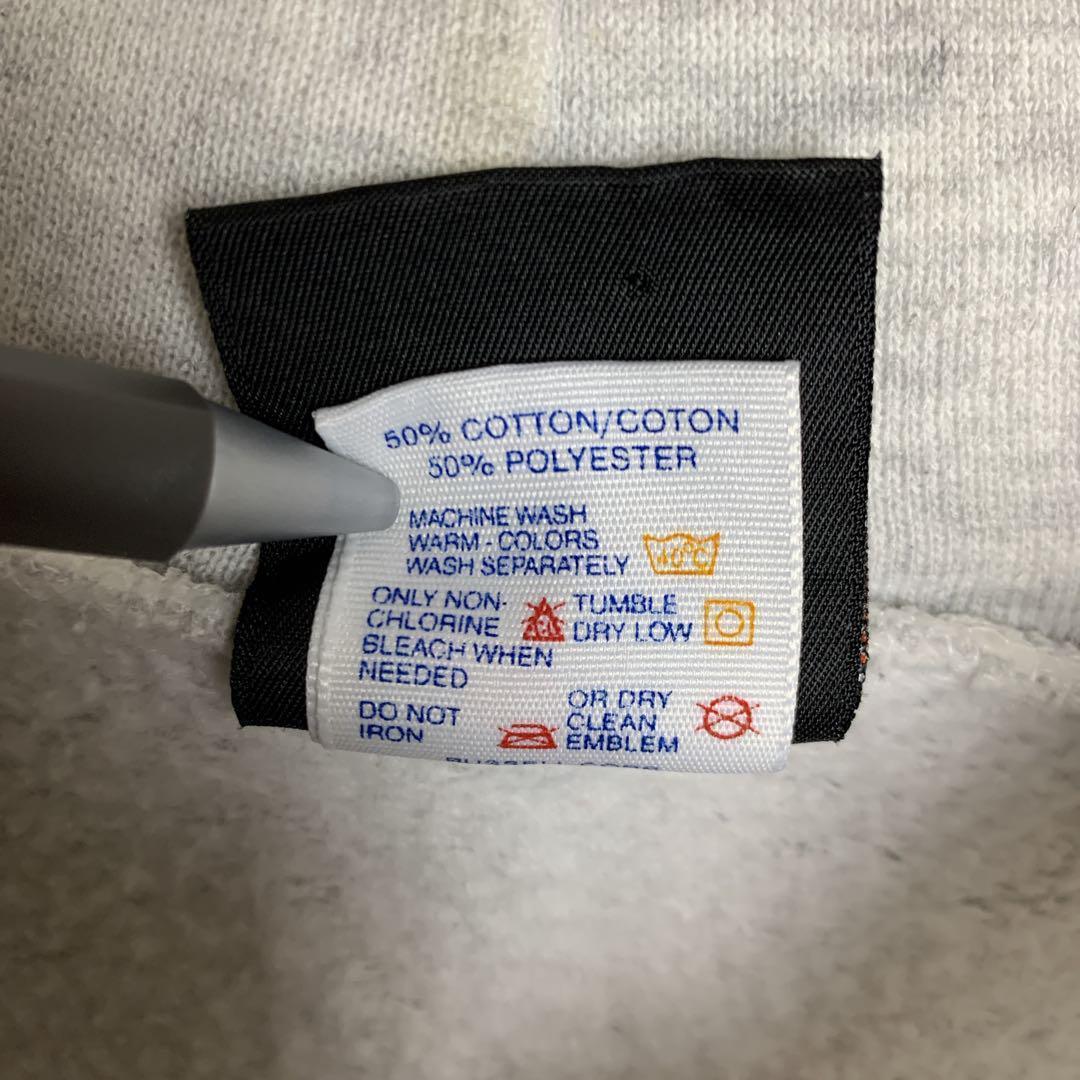 50% COTTON/COTON
50% POLYESTER
MACHINE WASH
WARM - COLORS
WASH SEPARATELY
40°C
ONLY NON-
CHLORINE
BLEACH WHEN
NEEDED
TUMBLE
DRY LOW
DO NOT
IRON
OR DRY
CLEAN
EMBLEM